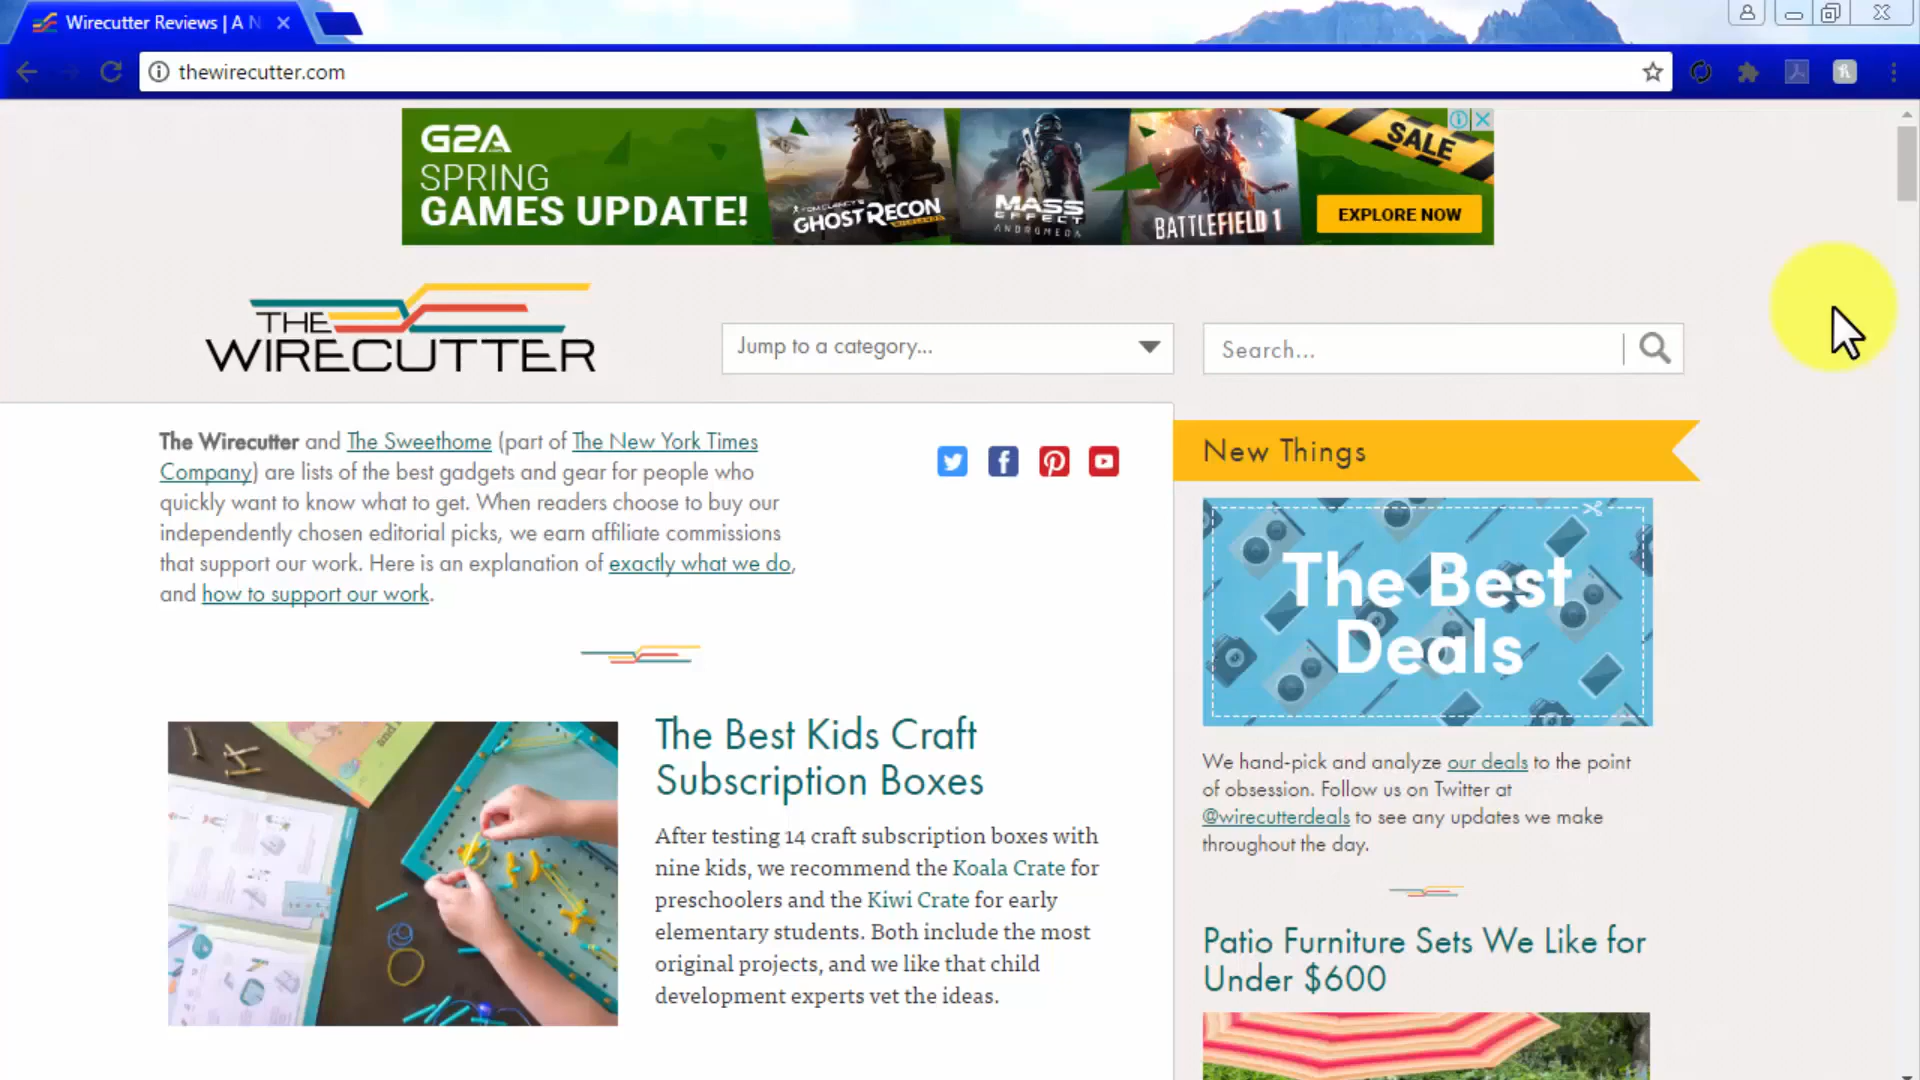 Wirecutter Reviews | A N
thewirecutter.com
G2A
SPRING
GAMES UPDATE!
TOM CLANCY'S
GHOST RECON
WILDLANDS
MASS
EFFECT
ANDROMEDA
BATTLEFIELD 1
SALE
EXPLORE NOW
THE
WIRECUTTER
Jump to a category...
Search...
The Wirecutter and The Sweethome (part of The New York Times
Company) are lists of the best gadgets and gear for people who
quickly want to know what to get. When readers choose to buy our
independently chosen editorial picks, we earn affiliate commissions
that support our work. Here is an explanation of exactly what we do,
and how to support our work.
The Best Kids Craft
Subscription Boxes
After testing 14 craft subscription boxes with
nine kids, we recommend the Koala Crate for
preschoolers and the Kiwi Crate for early
elementary students. Both include the most
original projects, and we like that child
development experts vet the ideas.
New Things
The Best
Deals
We hand-pick and analyze our deals to the point
of obsession. Follow us on Twitter at
@wirecutterdeals to see any updates we make
throughout the day.
Patio Furniture Sets We Like for
Under $600